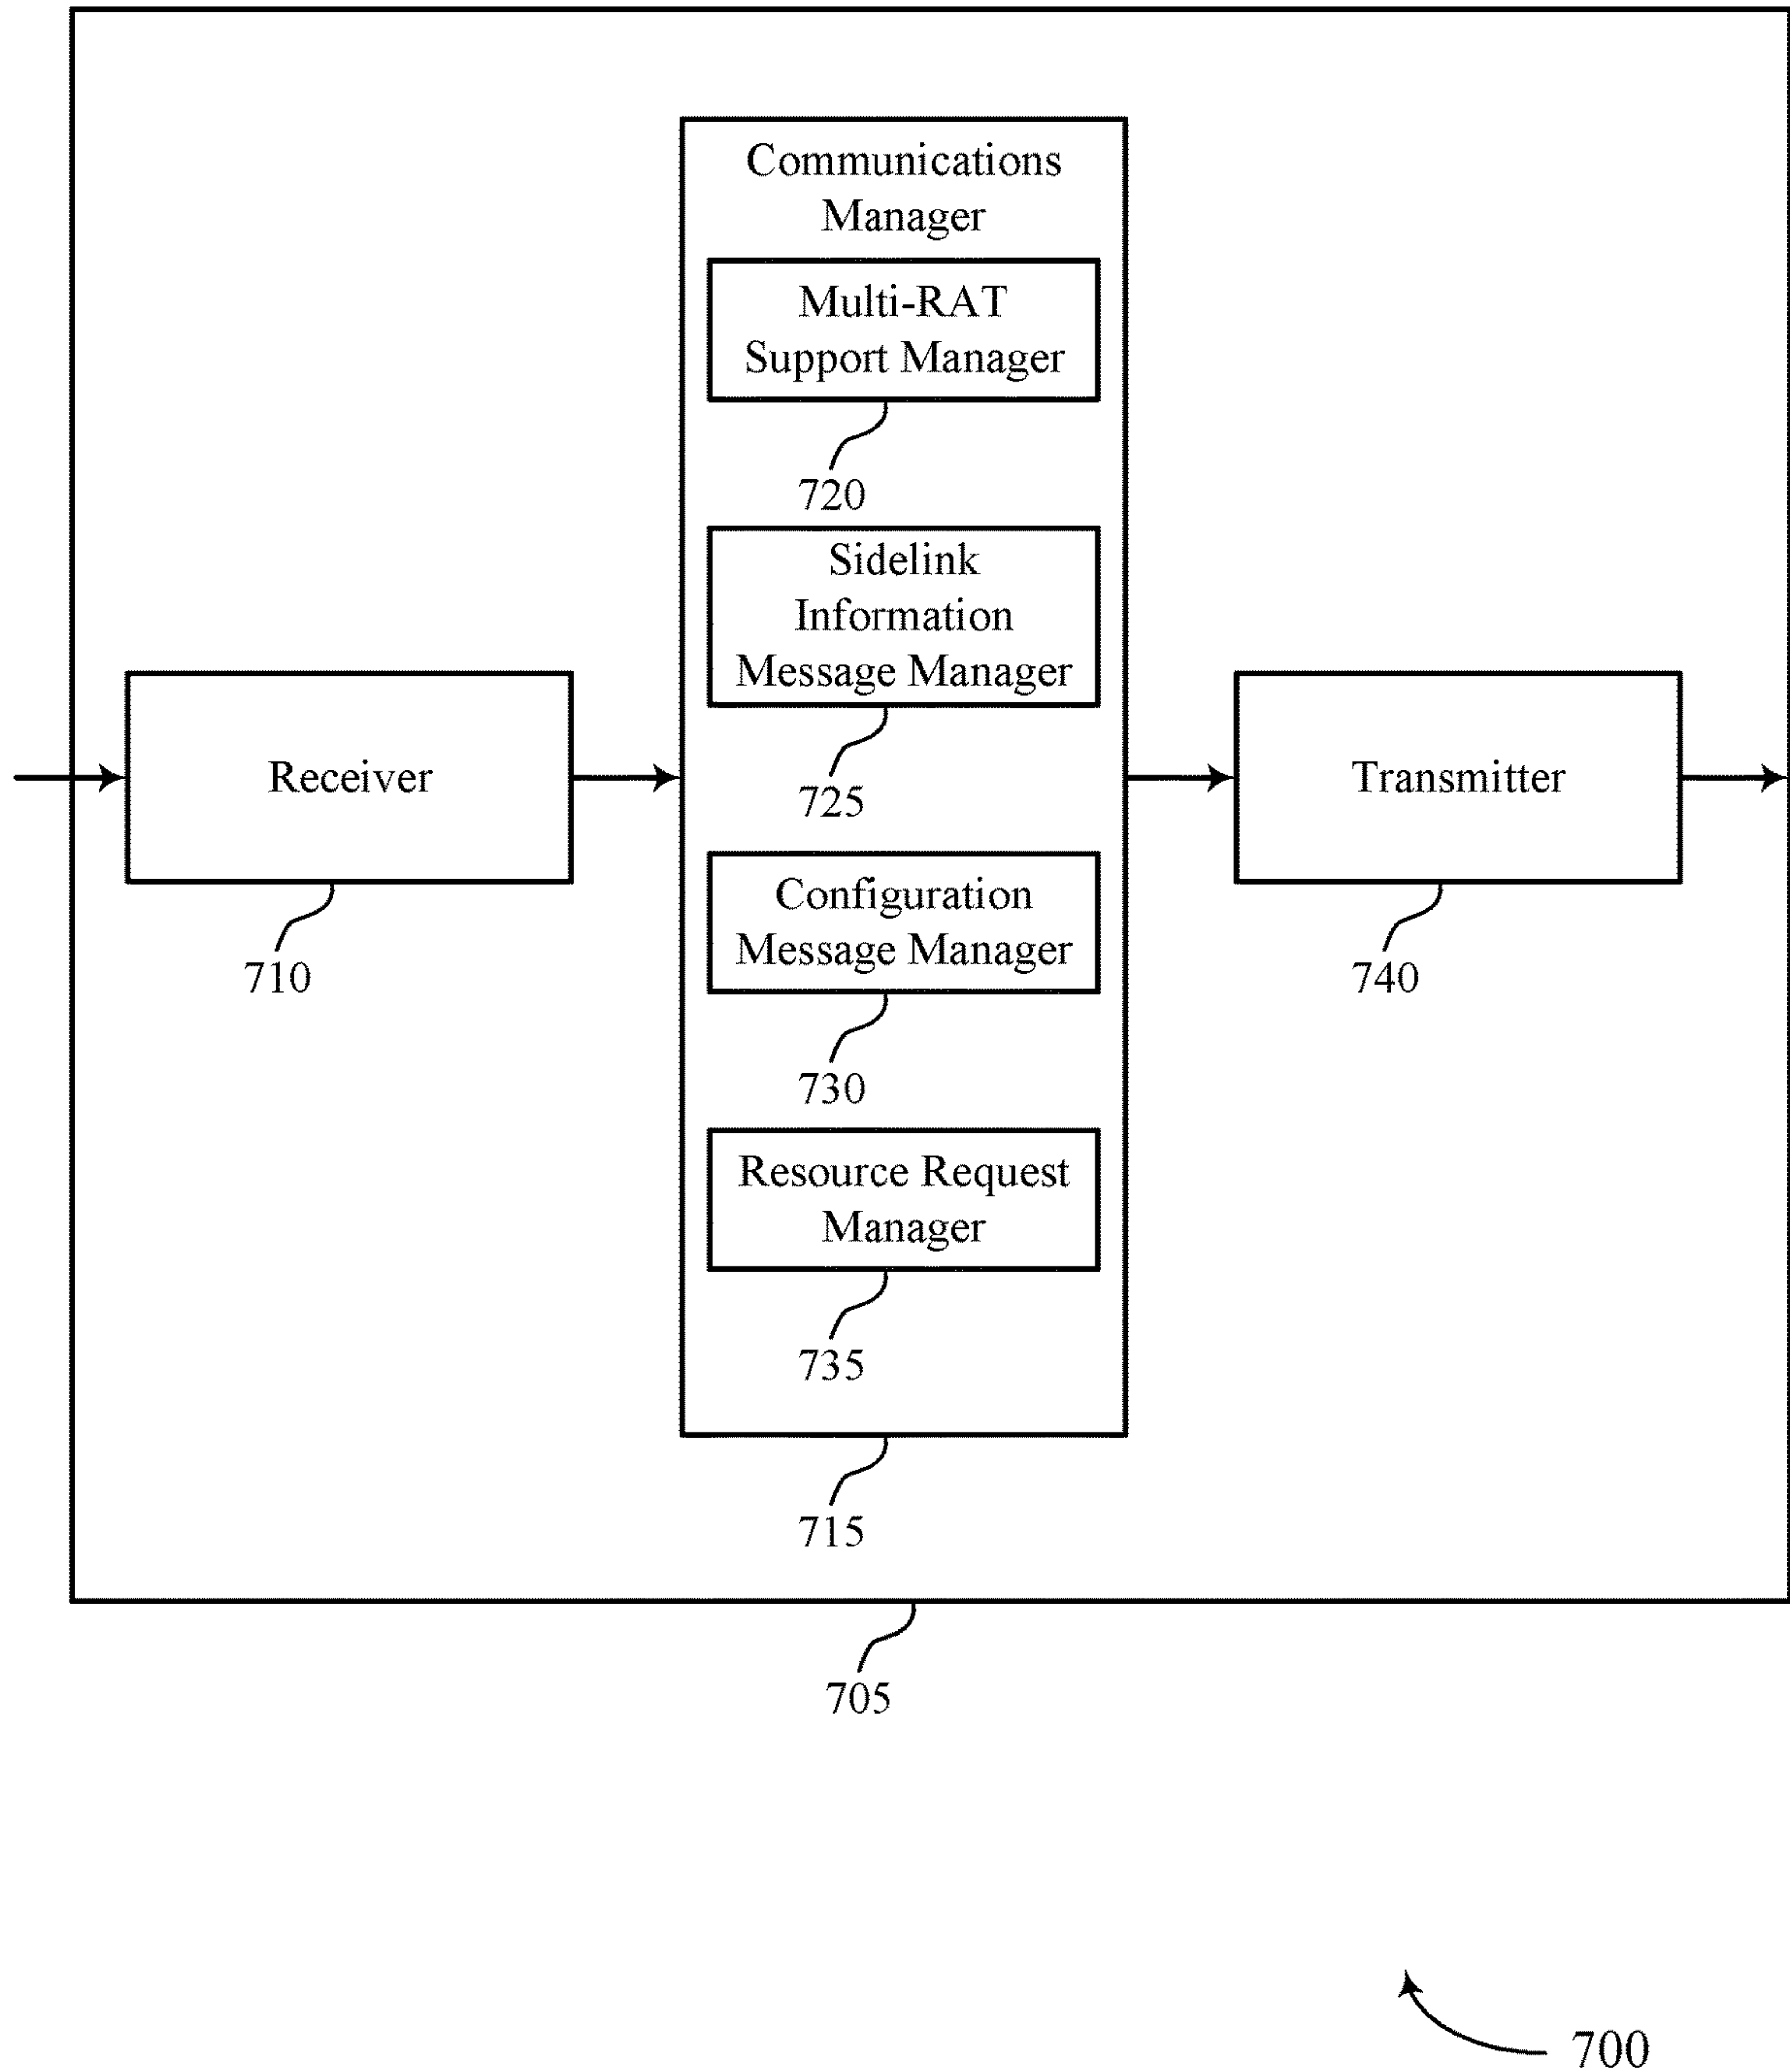 Communications
Manager
Multi-RAT
Support Manager
720
Sidelink
Information
Message Manager
725
Receiver
710
Transmitter
740
Configuration
Message Manager
730
Resource Request
Manager
735
715
705
700